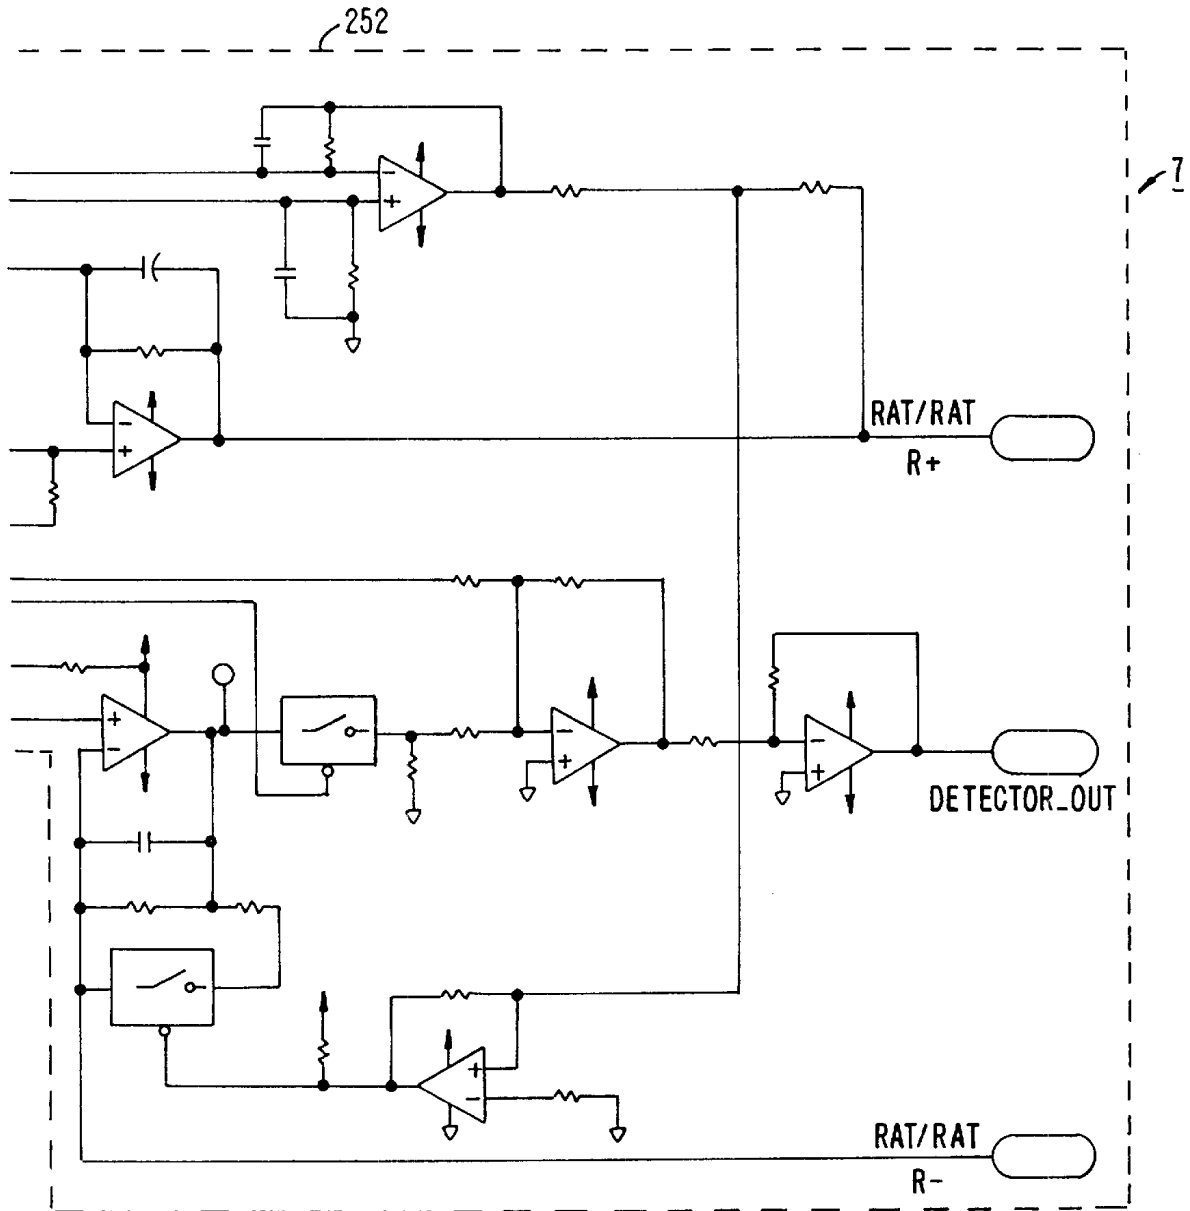 252
7
-
+
RAT/RAT
R+
-
+
+
-
-
+
-
+
DETECTOR_OUT
+
-
RAT/RAT
R-